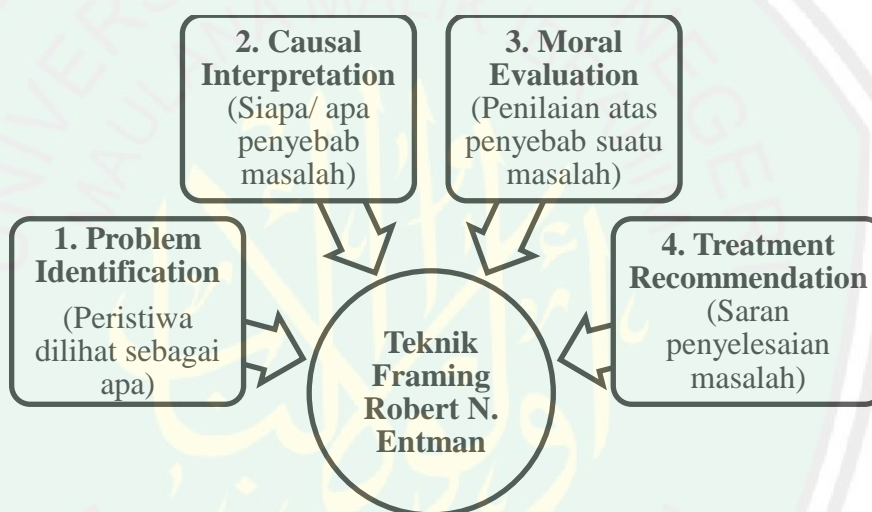 2. Causal
Interpretation
(Siapa/ apa
penyebab
masalah)
3. Moral
Evaluation
(Penilaian atas
penyebab suatu
masalah)
1. Problem
Identification
(Peristiwa
dilihat sebagai
apa)
4. Treatment
Recommendation
(Saran
penyelesaian
masalah)
Teknik
Framing
Robert N.
Entman